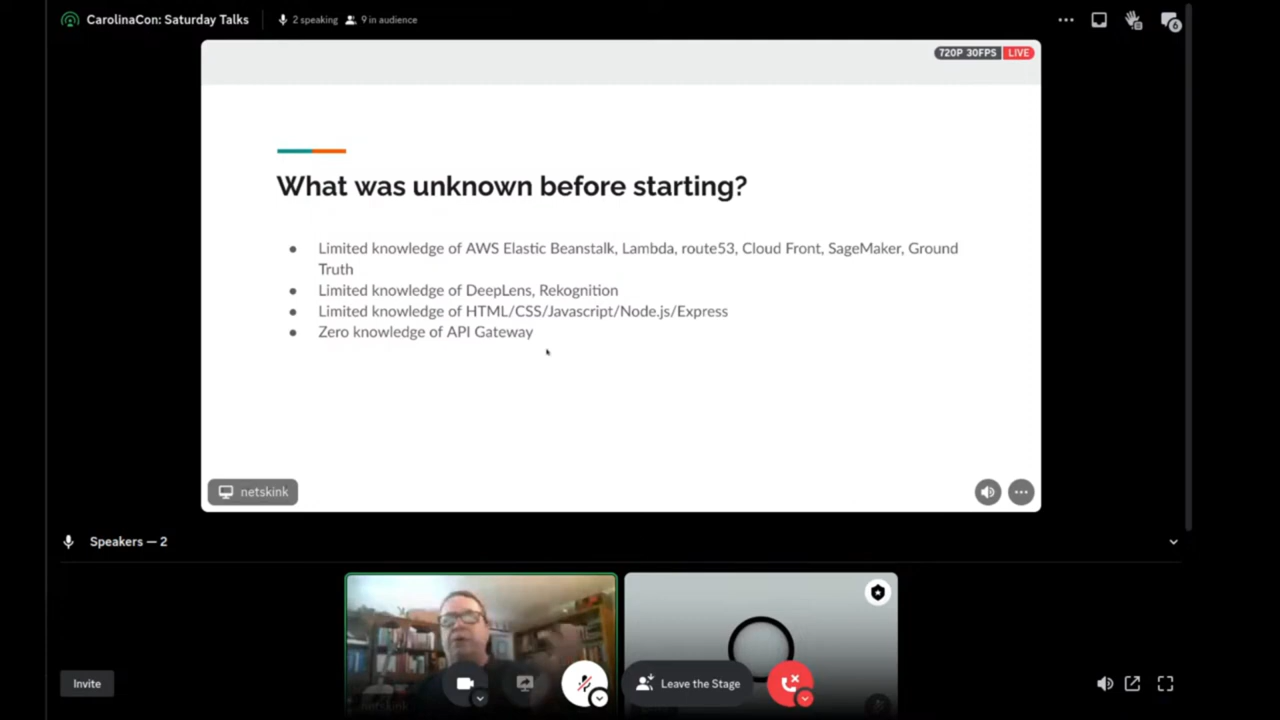 CarolinaCon: Saturday Talks
2 speaking
9 in audience
6
720P 30FPS
LIVE
What was unknown before starting?
Limited knowledge of AWS Elastic Beanstalk, Lambda, route53, Cloud Front, SageMaker, Ground
Truth
Limited knowledge of DeepLens, Rekognition
Limited knowledge of HTML/CSS/Javascript/Node.js/Express
Zero knowledge of API Gateway
netskink
Speakers — 2
Invite
netskink
Leave the Stage